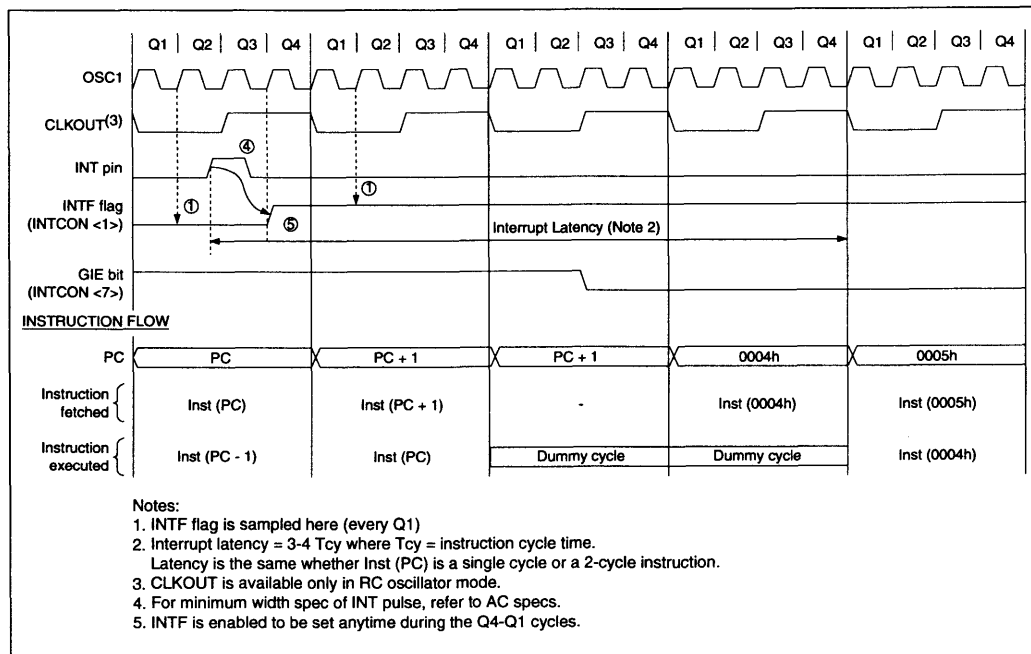 Q1 | Q2 | Q3 | Q4 | Q1 | Q2 | Q3 | Q4 | Q1 | Q2 | Q3 | Q4 | Q1 | Q2 | Q3 | Q4 | Q1 | Q2 | Q3 | Q4
OSC1
CLKOUT(3)
④
INT pin
①
①
INTF flag
(INTCON <1>)
⑤
Interrupt Latency (Note 2)
GIE bit
(INTCON <7>)
INSTRUCTION FLOW
PC
PC
PC + 1
PC + 1
0004h
0005h
Instruction
fetched
Inst (PC)
Inst (PC + 1)
-
Inst (0004h)
Inst (0005h)
Instruction
executed
Inst (PC - 1)
Inst (PC)
Dummy cycle
Dummy cycle
Inst (0004h)
Notes:
1. INTF flag is sampled here (every Q1)
2. Interrupt latency = 3-4 Tcy where Tcy = instruction cycle time.
Latency is the same whether Inst (PC) is a single cycle or a 2-cycle instruction.
3. CLKOUT is available only in RC oscillator mode.
4. For minimum width spec of INT pulse, refer to AC specs.
5. INTF is enabled to be set anytime during the Q4-Q1 cycles.